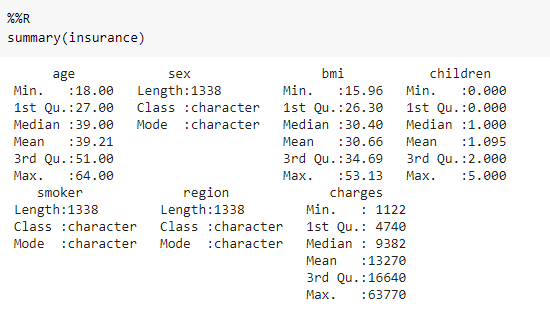 %%R
summary(insurance)
age sex bmi children
Min. :18.00 Length:1338 Min. :15.96 Min. :0.000
1st Qu.:27.00 Class :character 1st Qu.:26.30 1st Qu.:0.000
Median :39.00 Mode :character Median :30.40 Median :1.000
Mean :39.21 Mean :30.66 Mean :1.095
3rd Qu.:51.00 3rd Qu.:34.69 3rd Qu.:2.000
Max. :64.00 Max. :53.13 Max. :5.000
smoker region charges
Length:1338 Length:1338 Min. : 1122
Class :character Class :character 1st Qu.: 4740
Mode :character Mode :character Median : 9382
Mean :13270
3rd Qu.:16640
Max. :63770